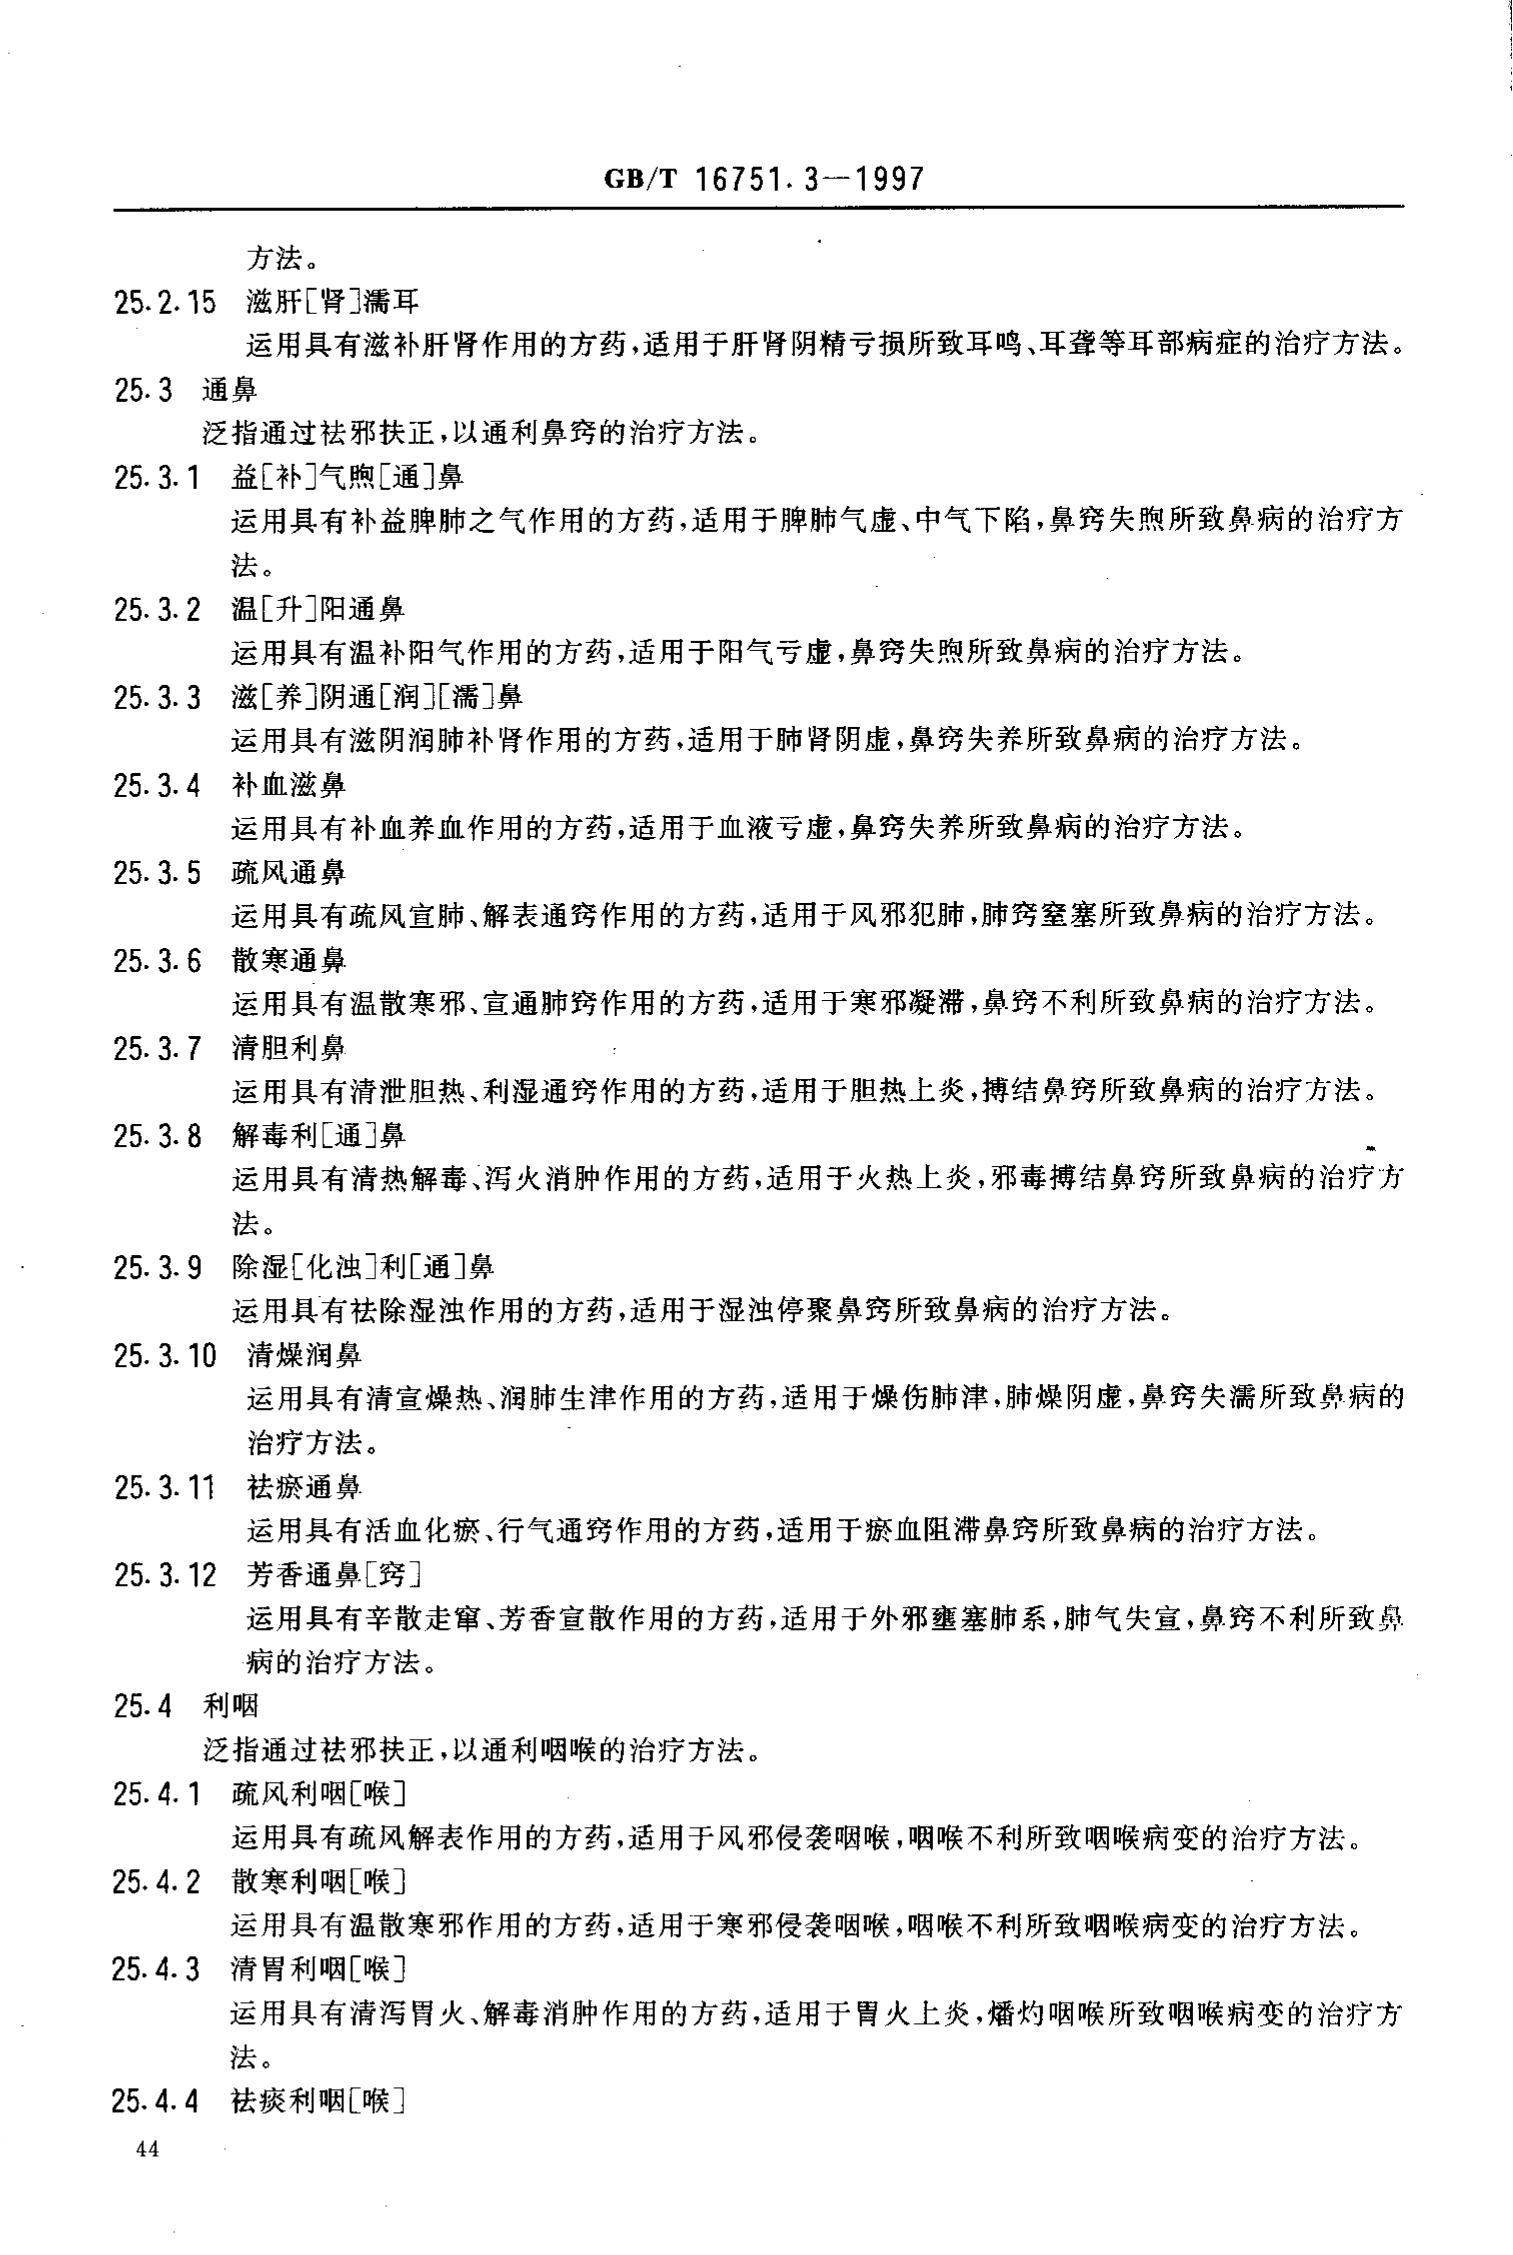 GB/T 16751.3—1997
方法。
25.2.15 滋肝[肾]濡耳
运用具有滋补肝肾作用的方药,适用于肝肾阴精亏损所致耳鸣、耳聋等耳部病症的治疗方法。
25.3 通鼻
泛指通过祛邪扶正,以通利鼻窍的治疗方法。
25.3.1 益[补]气煦[通]鼻
运用具有补益脾肺之气作用的方药,适用于脾肺气虚、中气下陷,鼻窍失煦所致鼻病的治疗方
法。
25.3.2 温[升]阳通鼻
运用具有温补阳气作用的方药,适用于阳气亏虚,鼻窍失煦所致鼻病的治疗方法。
25.3.3 滋[养]阴通[润][濡]鼻
运用具有滋阴润肺补肾作用的方药,适用于肺肾阴虚,鼻窍失养所致鼻病的治疗方法。
25.3.4 补血滋鼻
运用具有补血养血作用的方药,适用于血液亏虚,鼻窍失养所致鼻病的治疗方法。
25.3.5 疏风通鼻
运用具有疏风宣肺、解表通窍作用的方药,适用于风邪犯肺,肺窍窒塞所致鼻病的治疗方法。
25.3.6 散寒通鼻
运用具有温散寒邪、宣通肺窍作用的方药,适用于寒邪凝滞,鼻窍不利所致鼻病的治疗方法。
25.3.7 清胆利鼻
运用具有清泄胆热、利湿通窍作用的方药,适用于胆热上炎,搏结鼻窍所致鼻病的治疗方法。
25.3.8 解毒利[通]鼻
运用具有清热解毒、泻火消肿作用的方药,适用于火热上炎,邪毒搏结鼻窍所致鼻病的治疗方
法。
25.3.9 除湿[化浊]利[通]鼻
运用具有祛除湿浊作用的方药,适用于湿浊停聚鼻窍所致鼻病的治疗方法。
25.3.10 清燥润鼻
运用具有清宣燥热、润肺生津作用的方药,适用于燥伤肺津,肺燥阴虚,鼻窍失濡所致鼻病的
治疗方法。
25.3.11 祛瘀通鼻
运用具有活血化瘀、行气通窍作用的方药,适用于瘀血阻滞鼻窍所致鼻病的治疗方法。
25.3.12 芳香通鼻[窍]
运用具有辛散走窜、芳香宣散作用的方药,适用于外邪壅塞肺系,肺气失宣,鼻窍不利所致鼻
病的治疗方法。
25.4 利咽
泛指通过祛邪扶正,以通利咽喉的治疗方法。
25.4.1 疏风利咽[喉]
运用具有疏风解表作用的方药,适用于风邪侵袭咽喉,咽喉不利所致咽喉病变的治疗方法。
25.4.2 散寒利咽[喉]
运用具有温散寒邪作用的方药,适用于寒邪侵袭咽喉,咽喉不利所致咽喉病变的治疗方法。
25.4.3 清胃利咽[喉]
运用具有清泻胃火、解毒消肿作用的方药,适用于胃火上炎,燔灼咽喉所致咽喉病变的治疗方
法。
25.4.4 祛痰利咽[喉]
44